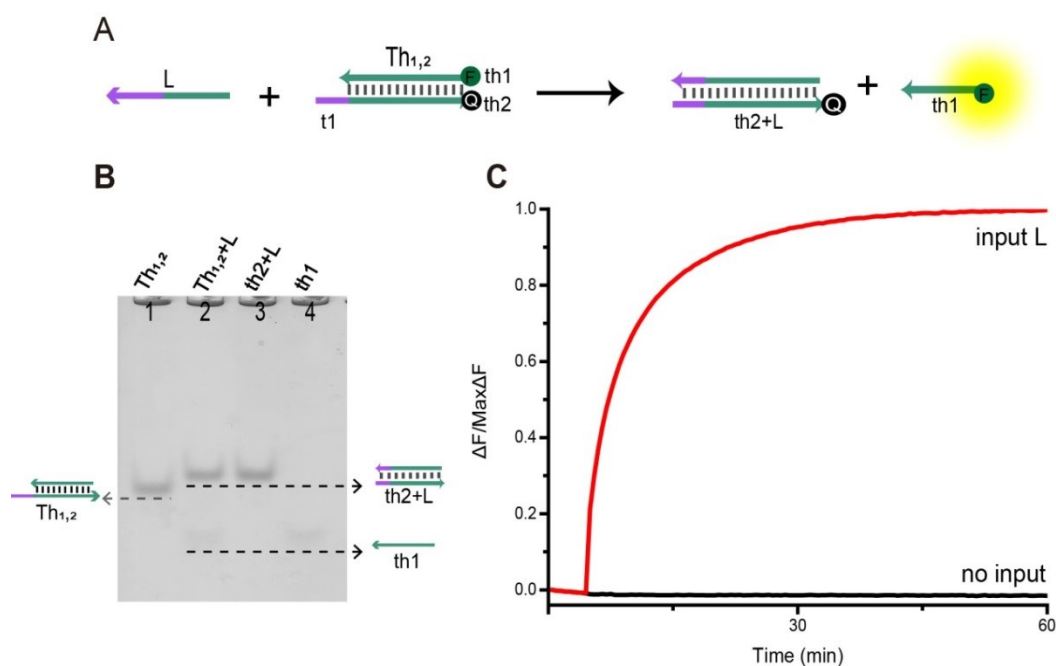 A
L
+
Th₁,₂
F
th1
Q
th2
t1
Q
th2+L
+
F
th1
B
Th₁,₂
Th₁,₂+L
th2+L
th1
1
2
3
4
Th₁,₂
th2+L
th1
C
1.0
0.8
0.6
0.4
0.2
0.0
ΔF/MaxΔF
input L
no input
30
60
Time (min)